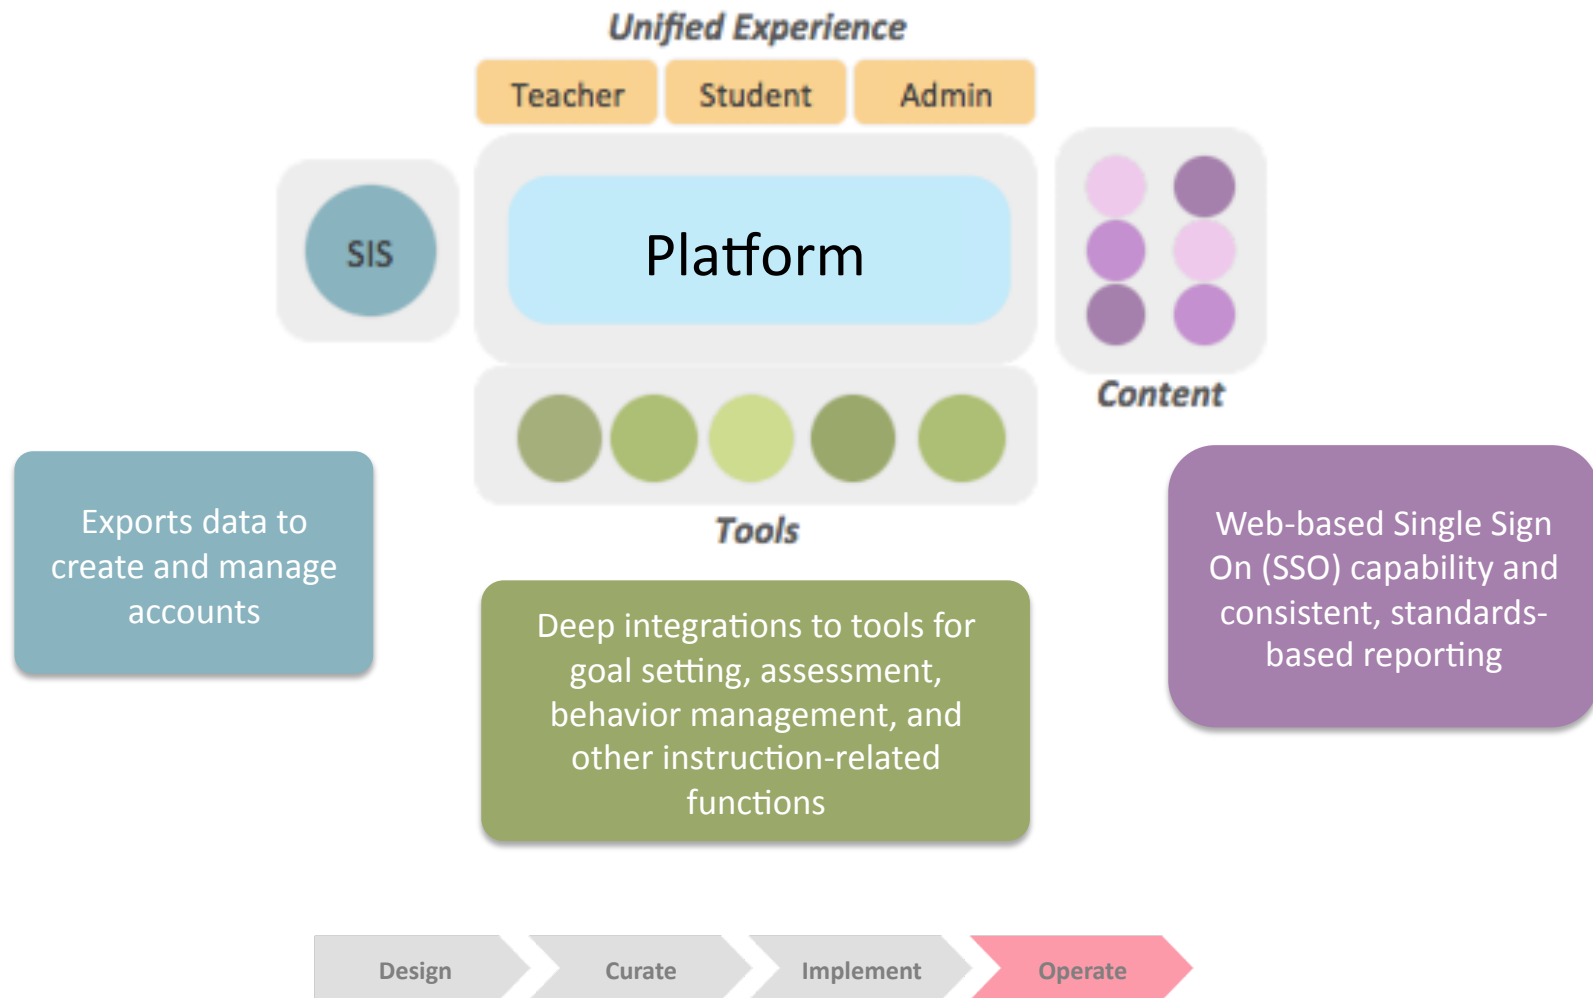 Unified Experience
Teacher
Student
Admin
SIS
Platform
Content
Tools
Exports data to
create and manage
accounts
Deep integrations to tools for
goal setting, assessment,
behavior management, and
other instruction-related
functions
Web-based Single Sign
On (SSO) capability and
consistent, standards-
based reporting
Design
Curate
Implement
Operate